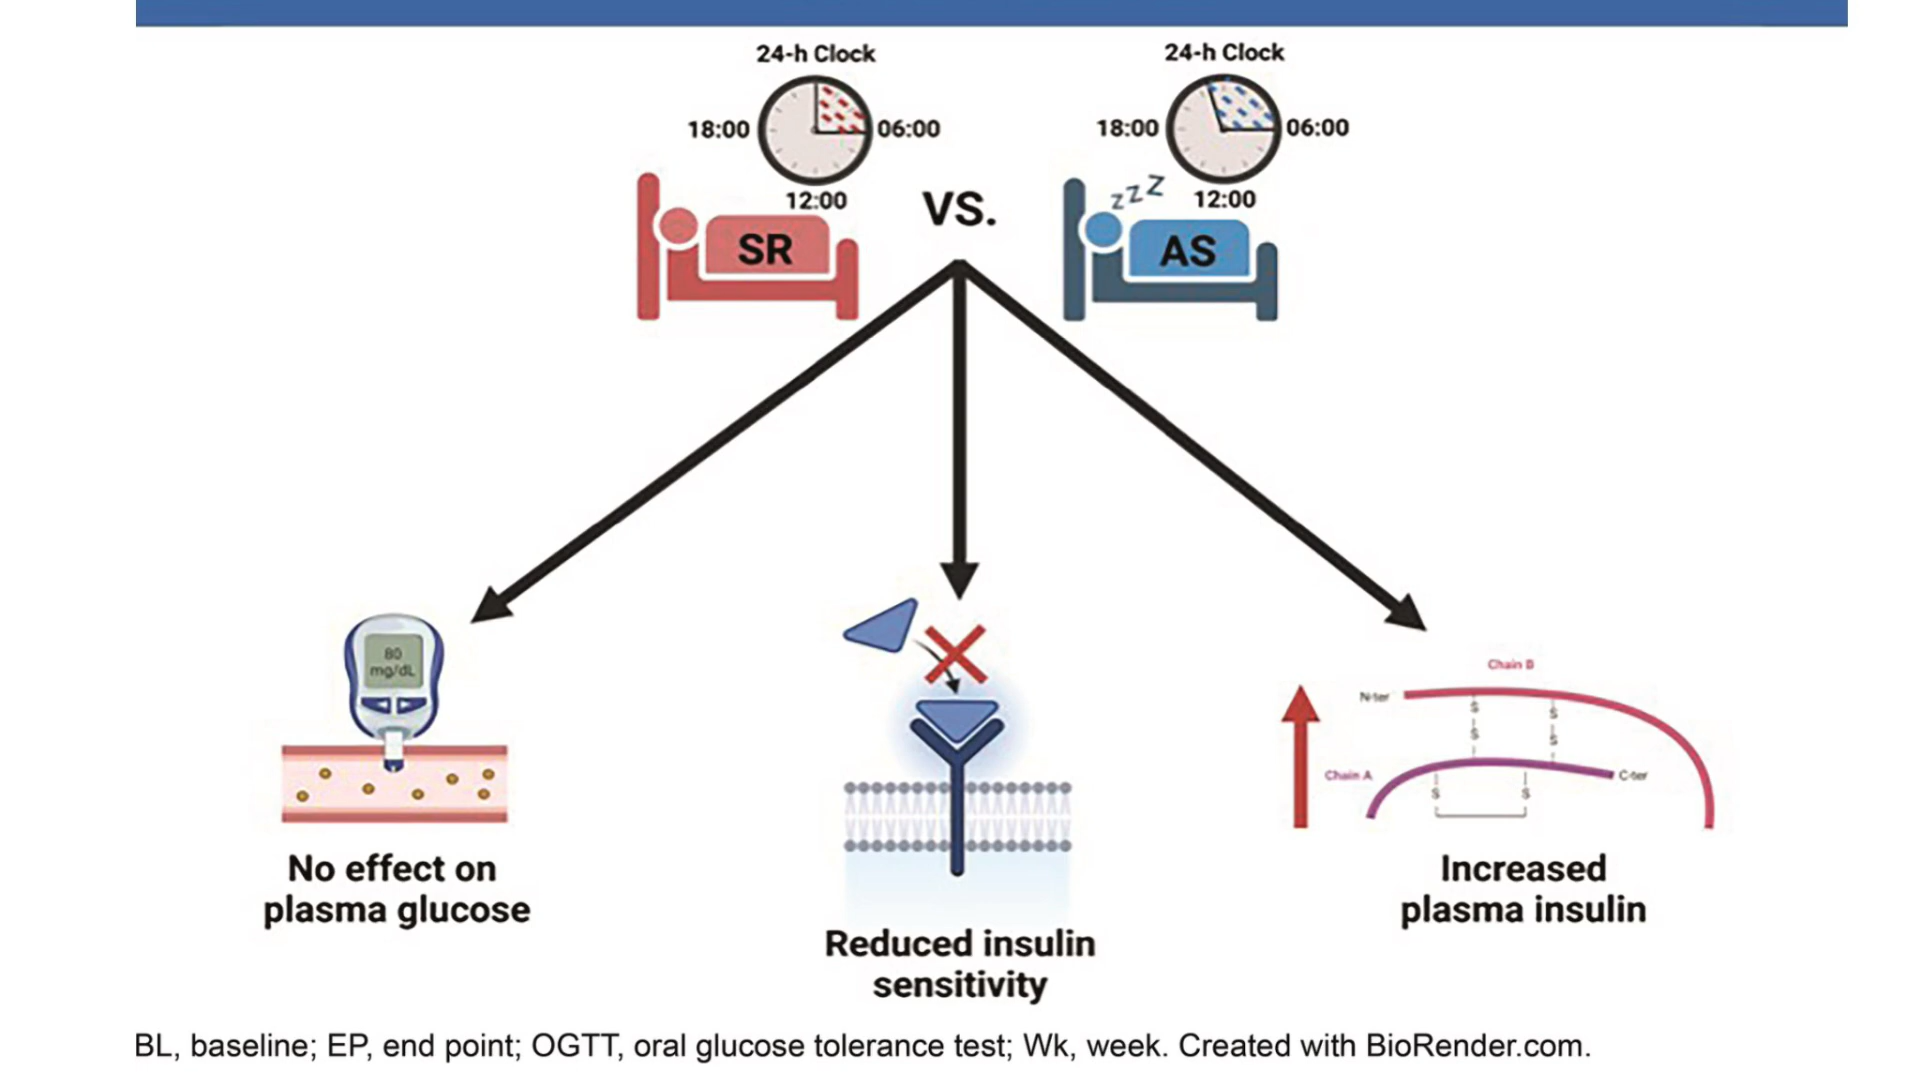 24-h Clock
18:00
06:00
12:00
SR
VS.
24-h Clock
18:00
06:00
12:00
zzz
AS
80
mg/dL
No effect on
plasma glucose
Reduced insulin
sensitivity
Chain B
N-ter
S
S
S
S
Chain A
C-ter
S
S
Increased
plasma insulin
BL, baseline; EP, end point; OGTT, oral glucose tolerance test; Wk, week. Created with BioRender.com.